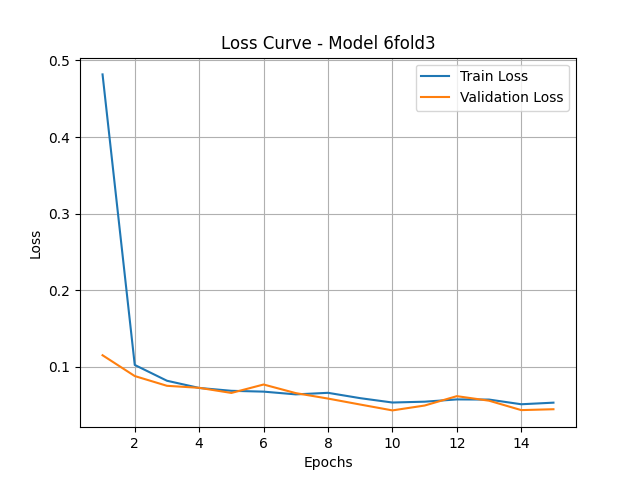 Loss Curve - Model 6fold3
Train Loss
Validation Loss
0.5
0.4
0.3
0.2
0.1
Loss
2 4 6 8 10 12 14
Epochs